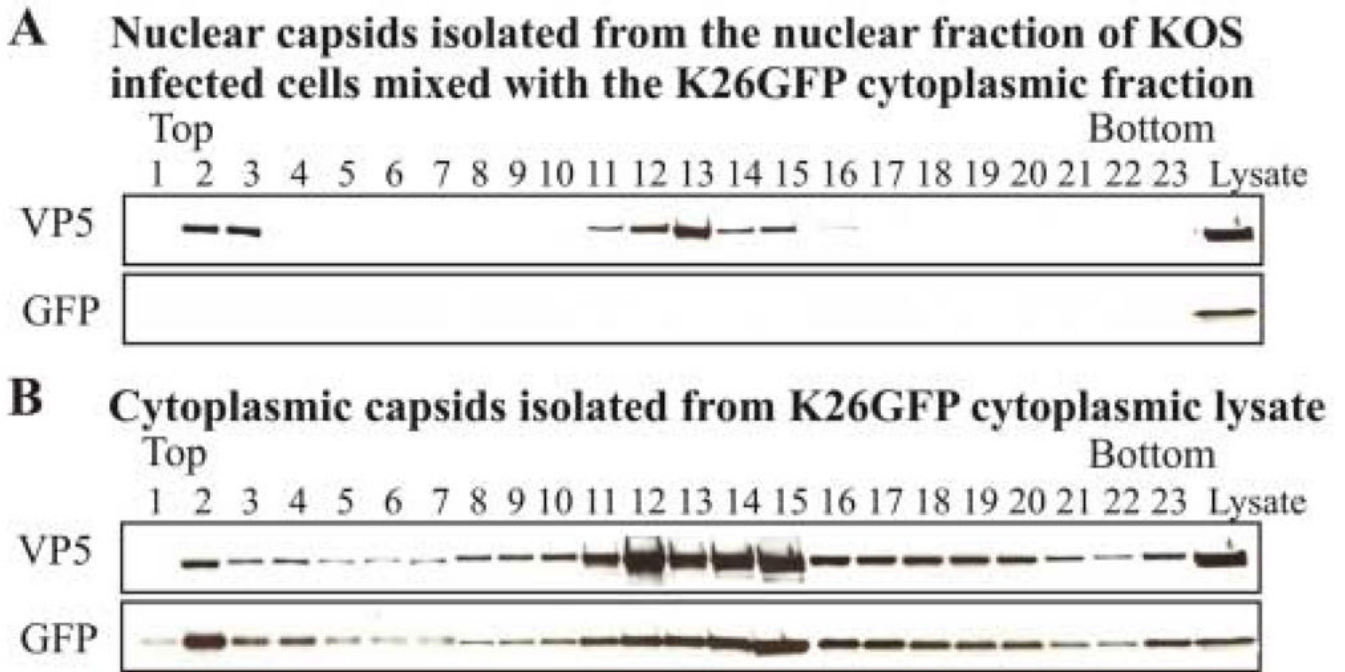 A Nuclear capsids isolated from the nuclear fraction of KOS
infected cells mixed with the K26GFP cytoplasmic fraction
Top Bottom
1 2 3 4 5 6 7 8 9 10 11 12 13 14 15 16 17 18 19 20 21 22 23 Lysate
VP5
GFP
B Cytoplasmic capsids isolated from K26GFP cytoplasmic lysate
Top Bottom
1 2 3 4 5 6 7 8 9 10 11 12 13 14 15 16 17 18 19 20 21 22 23 Lysate
VP5
GFP